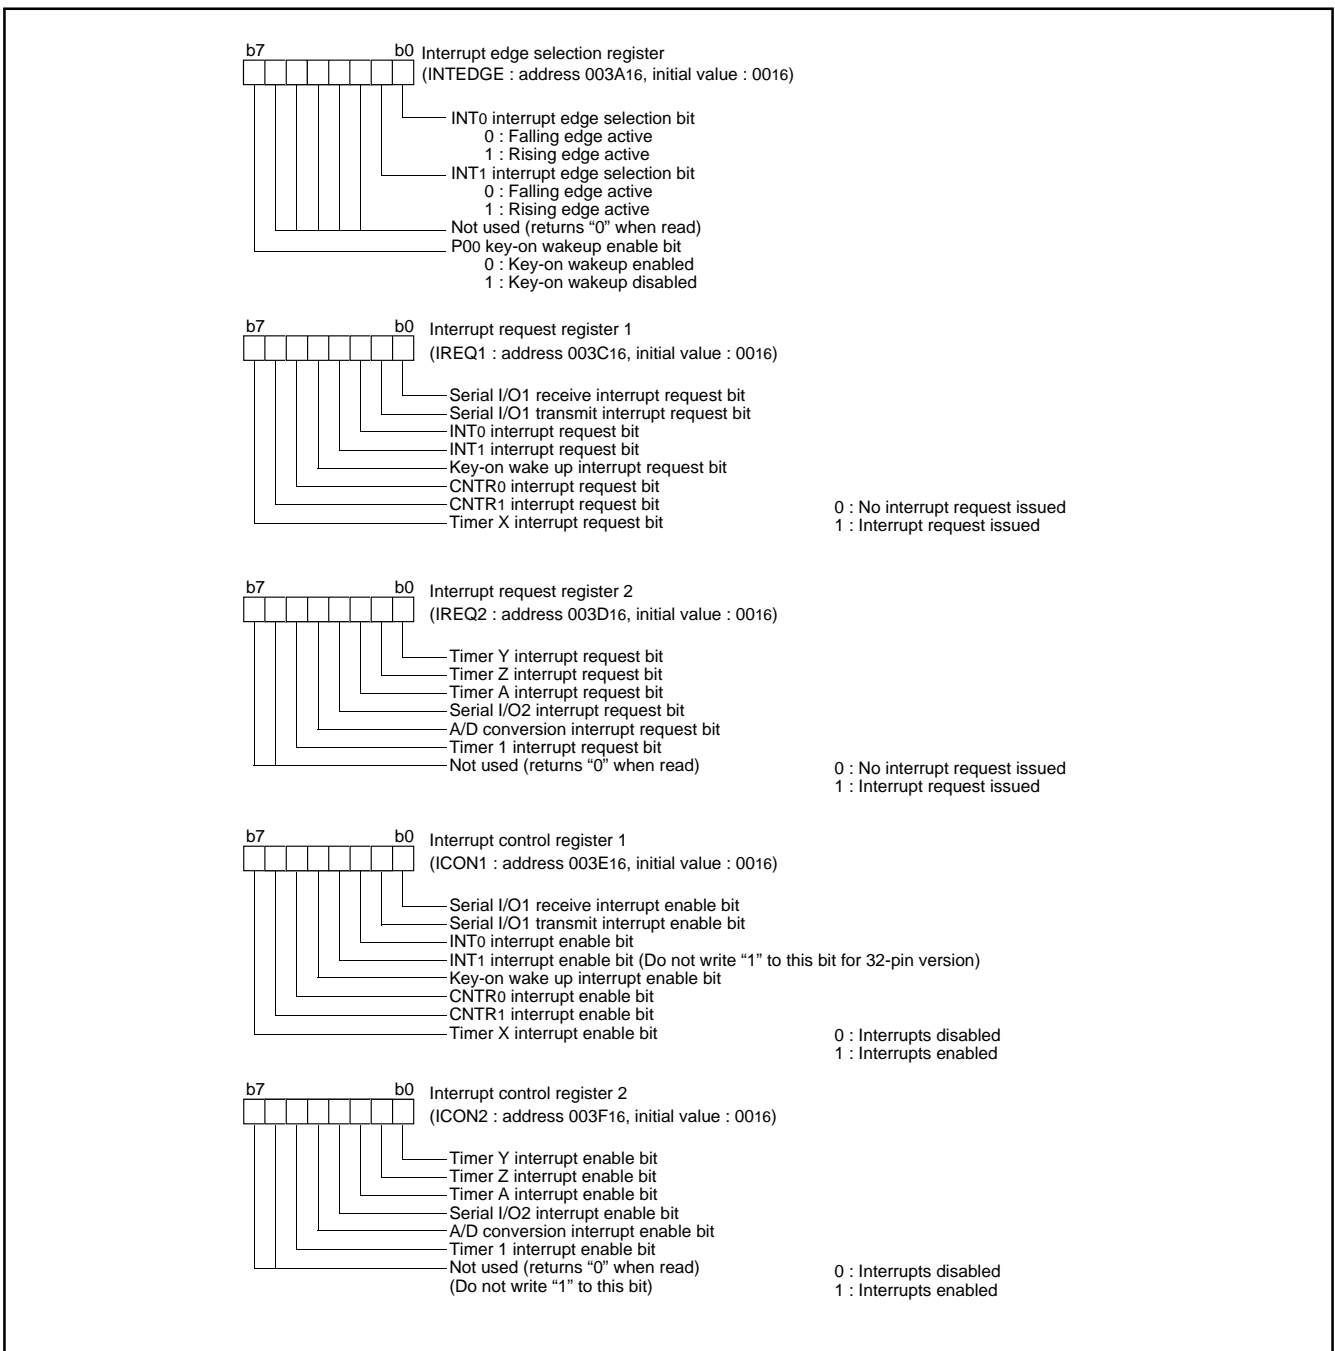 b7 b0 Interrupt edge selection register
(INTEDGE : address 003A16, initial value : 0016)
INT0 interrupt edge selection bit
0 : Falling edge active
1 : Rising edge active
INT1 interrupt edge selection bit
0 : Falling edge active
1 : Rising edge active
Not used (returns “0” when read)
P00 key-on wakeup enable bit
0 : Key-on wakeup enabled
1 : Key-on wakeup disabled
b7 b0 Interrupt request register 1
(IREQ1 : address 003C16, initial value : 0016)
Serial I/O1 receive interrupt request bit
Serial I/O1 transmit interrupt request bit
INT0 interrupt request bit
INT1 interrupt request bit
Key-on wake up interrupt request bit
CNTR0 interrupt request bit
CNTR1 interrupt request bit
Timer X interrupt request bit
0 : No interrupt request issued
1 : Interrupt request issued
b7 b0 Interrupt request register 2
(IREQ2 : address 003D16, initial value : 0016)
Timer Y interrupt request bit
Timer Z interrupt request bit
Timer A interrupt request bit
Serial I/O2 interrupt request bit
A/D conversion interrupt request bit
Timer 1 interrupt request bit
Not used (returns “0” when read)
0 : No interrupt request issued
1 : Interrupt request issued
b7 b0 Interrupt control register 1
(ICON1 : address 003E16, initial value : 0016)
Serial I/O1 receive interrupt enable bit
Serial I/O1 transmit interrupt enable bit
INT0 interrupt enable bit
INT1 interrupt enable bit (Do not write “1” to this bit for 32-pin version)
Key-on wake up interrupt enable bit
CNTR0 interrupt enable bit
CNTR1 interrupt enable bit
Timer X interrupt enable bit
0 : Interrupts disabled
1 : Interrupts enabled
b7 b0 Interrupt control register 2
(ICON2 : address 003F16, initial value : 0016)
Timer Y interrupt enable bit
Timer Z interrupt enable bit
Timer A interrupt enable bit
Serial I/O2 interrupt enable bit
A/D conversion interrupt enable bit
Timer 1 interrupt enable bit
Not used (returns “0” when read)
(Do not write “1” to this bit)
0 : Interrupts disabled
1 : Interrupts enabled